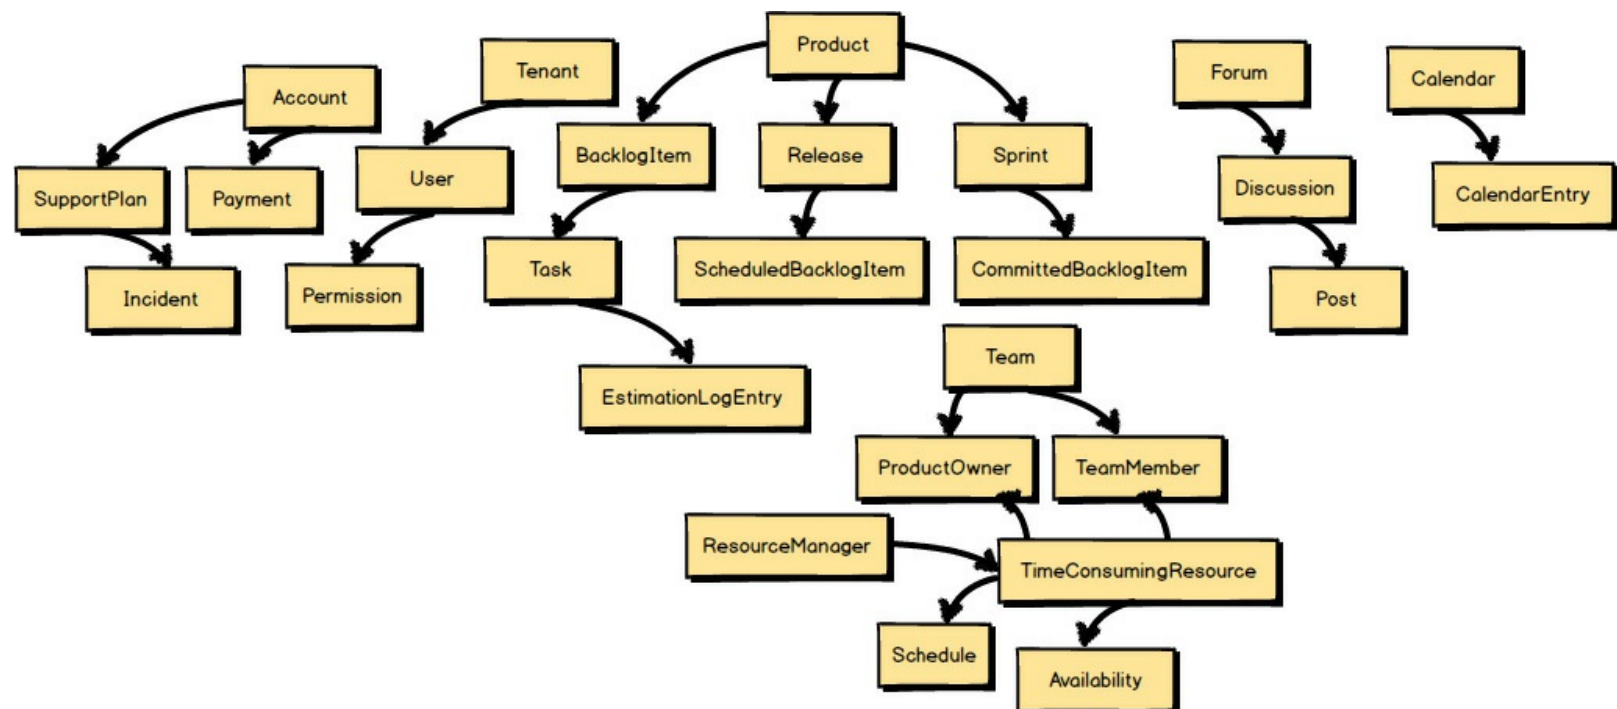 Product
Tenant
Forum
Calendar
Account
BacklogItem
Release
Sprint
User
Discussion
CalendarEntry
SupportPlan
Payment
Task
ScheduledBacklogItem
CommittedBacklogItem
Incident
Permission
Post
Team
EstimationLogEntry
ProductOwner
TeamMember
ResourceManager
TimeConsumingResource
Schedule
Availability